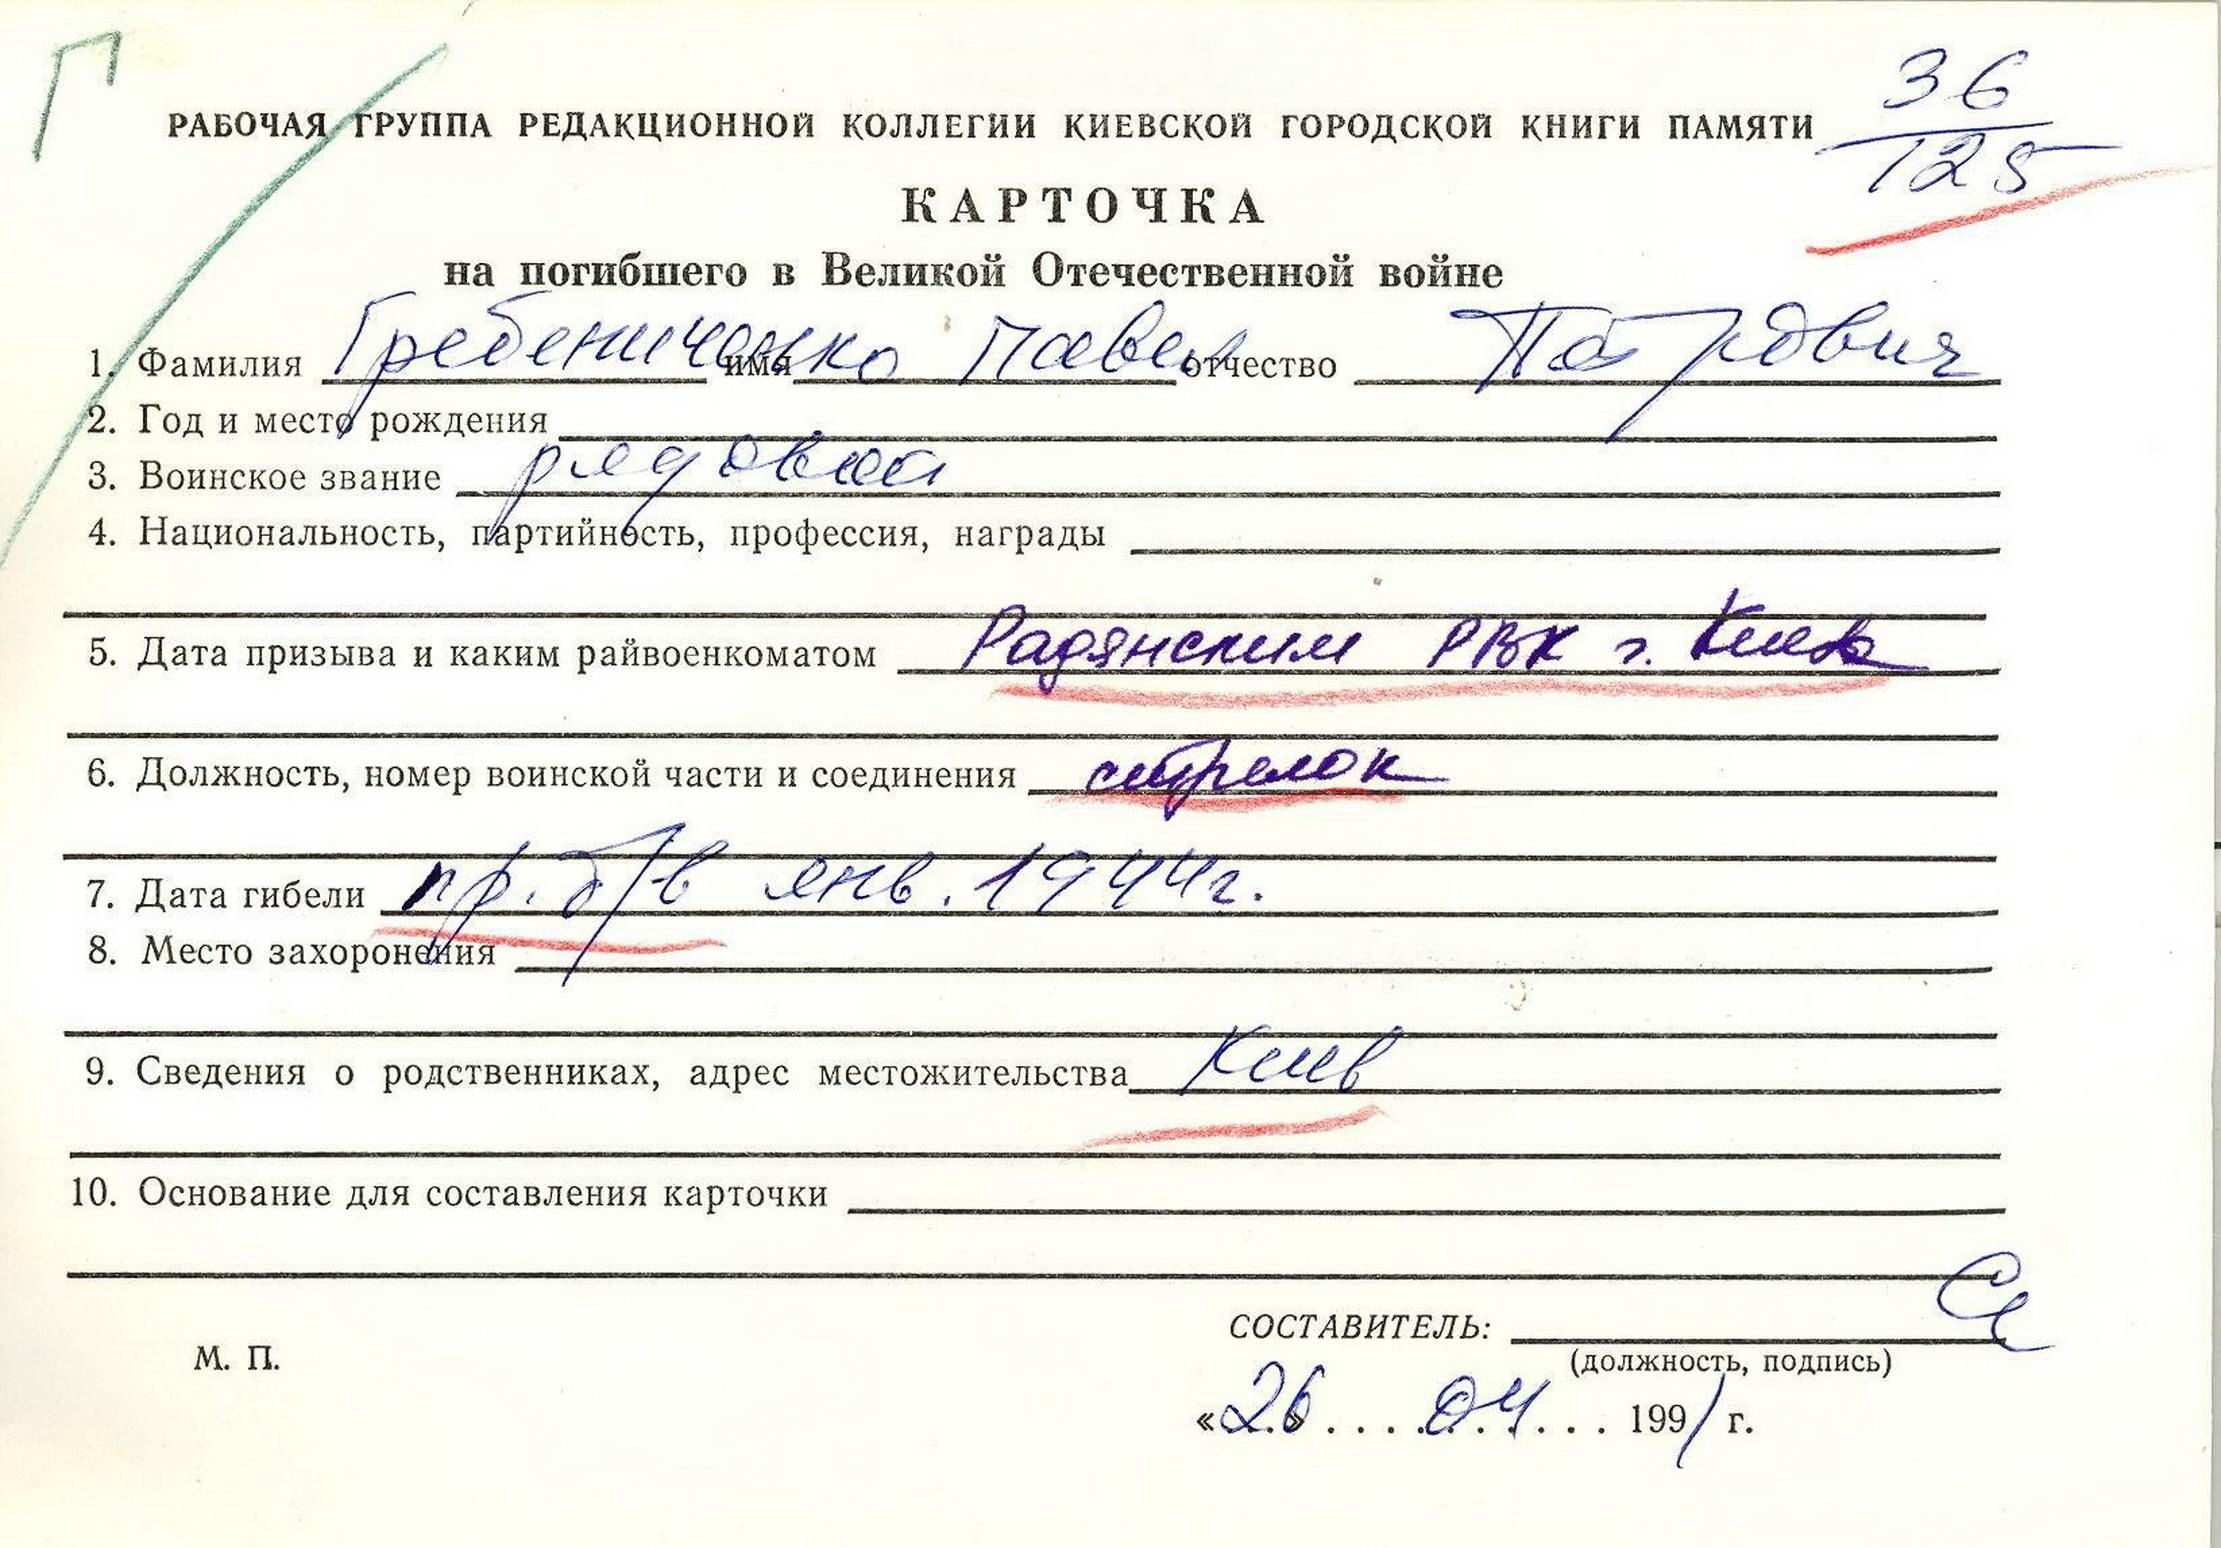 Г
36
РАБОЧАЯ ГРУППА РЕДАКЦИОННОЙ КОЛЛЕГИИ КИЕВСКОЙ ГОРОДСКОЙ КНИГИ ПАМЯТИ
125
КАРТОЧКА
на погибшего в Великой Отечественной войне
1. Фамилия Гребениченко имя Павел отчество Петрович
2. Год и место рождения
3. Воинское звание рядовой
4. Национальность, партийность, профессия, награды
5. Дата призыва и каким райвоенкоматом Радянским РВК г. Киева
6. Должность, номер воинской части и соединения стрелок
7. Дата гибели пр. б/в янв. 1944г.
8. Место захоронения
9. Сведения о родственниках, адрес местожительства Киев
10. Основание для составления карточки
СОСТАВИТЕЛЬ:
М. П.
(должность, подпись)
«26» 04 1991 г.